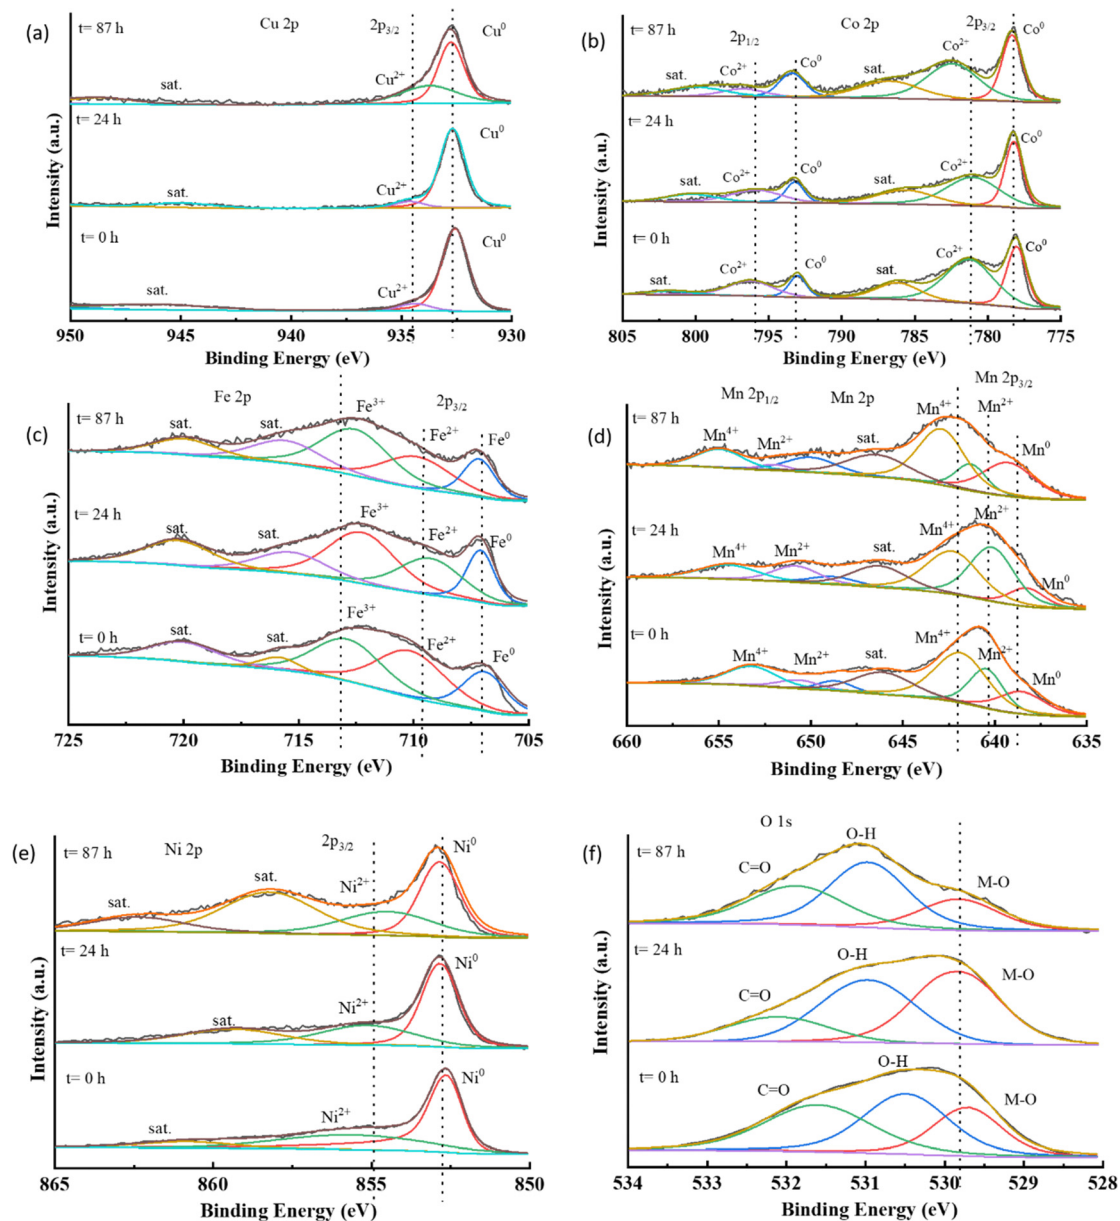 (a)
t= 87 h
Cu 2p
2p3/2
Cu0
Cu2+
sat.
t= 24 h
Cu0
Cu2+
sat.
t= 0 h
Cu0
Cu2+
sat.
950 945 940 935 930
Binding Energy (eV)
Intensity (a.u.)
(b)
t= 87 h
Co 2p
2p1/2
2p3/2
sat.
Co2+
Co0
sat.
Co2+
Co0
t= 24 h
sat.
Co2+
Co0
sat.
Co2+
Co0
t= 0 h
sat.
Co2+
Co0
sat.
Co2+
Co0
805 800 795 790 785 780 775
Binding Energy (eV)
Intensity (a.u.)
(c)
t= 87 h
Fe 2p
2p3/2
sat.
sat.
Fe3+
Fe2+
Fe0
t= 24 h
sat.
sat.
Fe3+
Fe2+
Fe0
t= 0 h
sat.
sat.
Fe3+
Fe2+
Fe0
725 720 715 710 705
Binding Energy (eV)
Intensity (a.u.)
(d)
t= 87 h
Mn 2p1/2
Mn 2p
Mn 2p3/2
Mn4+
Mn2+
sat.
Mn4+
Mn2+
Mn0
t= 24 h
Mn4+
Mn2+
sat.
Mn4+
Mn2+
Mn0
t= 0 h
Mn4+
Mn2+
sat.
Mn4+
Mn2+
Mn0
660 655 650 645 640 635
Binding Energy (eV)
Intensity (a.u.)
(e)
t= 87 h
Ni 2p
2p3/2
sat.
sat.
Ni2+
Ni0
t= 24 h
sat.
Ni2+
Ni0
t= 0 h
sat.
Ni2+
Ni0
865 860 855 850
Binding Energy (eV)
Intensity (a.u.)
(f)
t= 87 h
O 1s
C=O
O-H
M-O
t= 24 h
C=O
O-H
M-O
t= 0 h
C=O
O-H
M-O
534 533 532 531 530 529 528
Binding Energy (eV)
Intensity (a.u.)